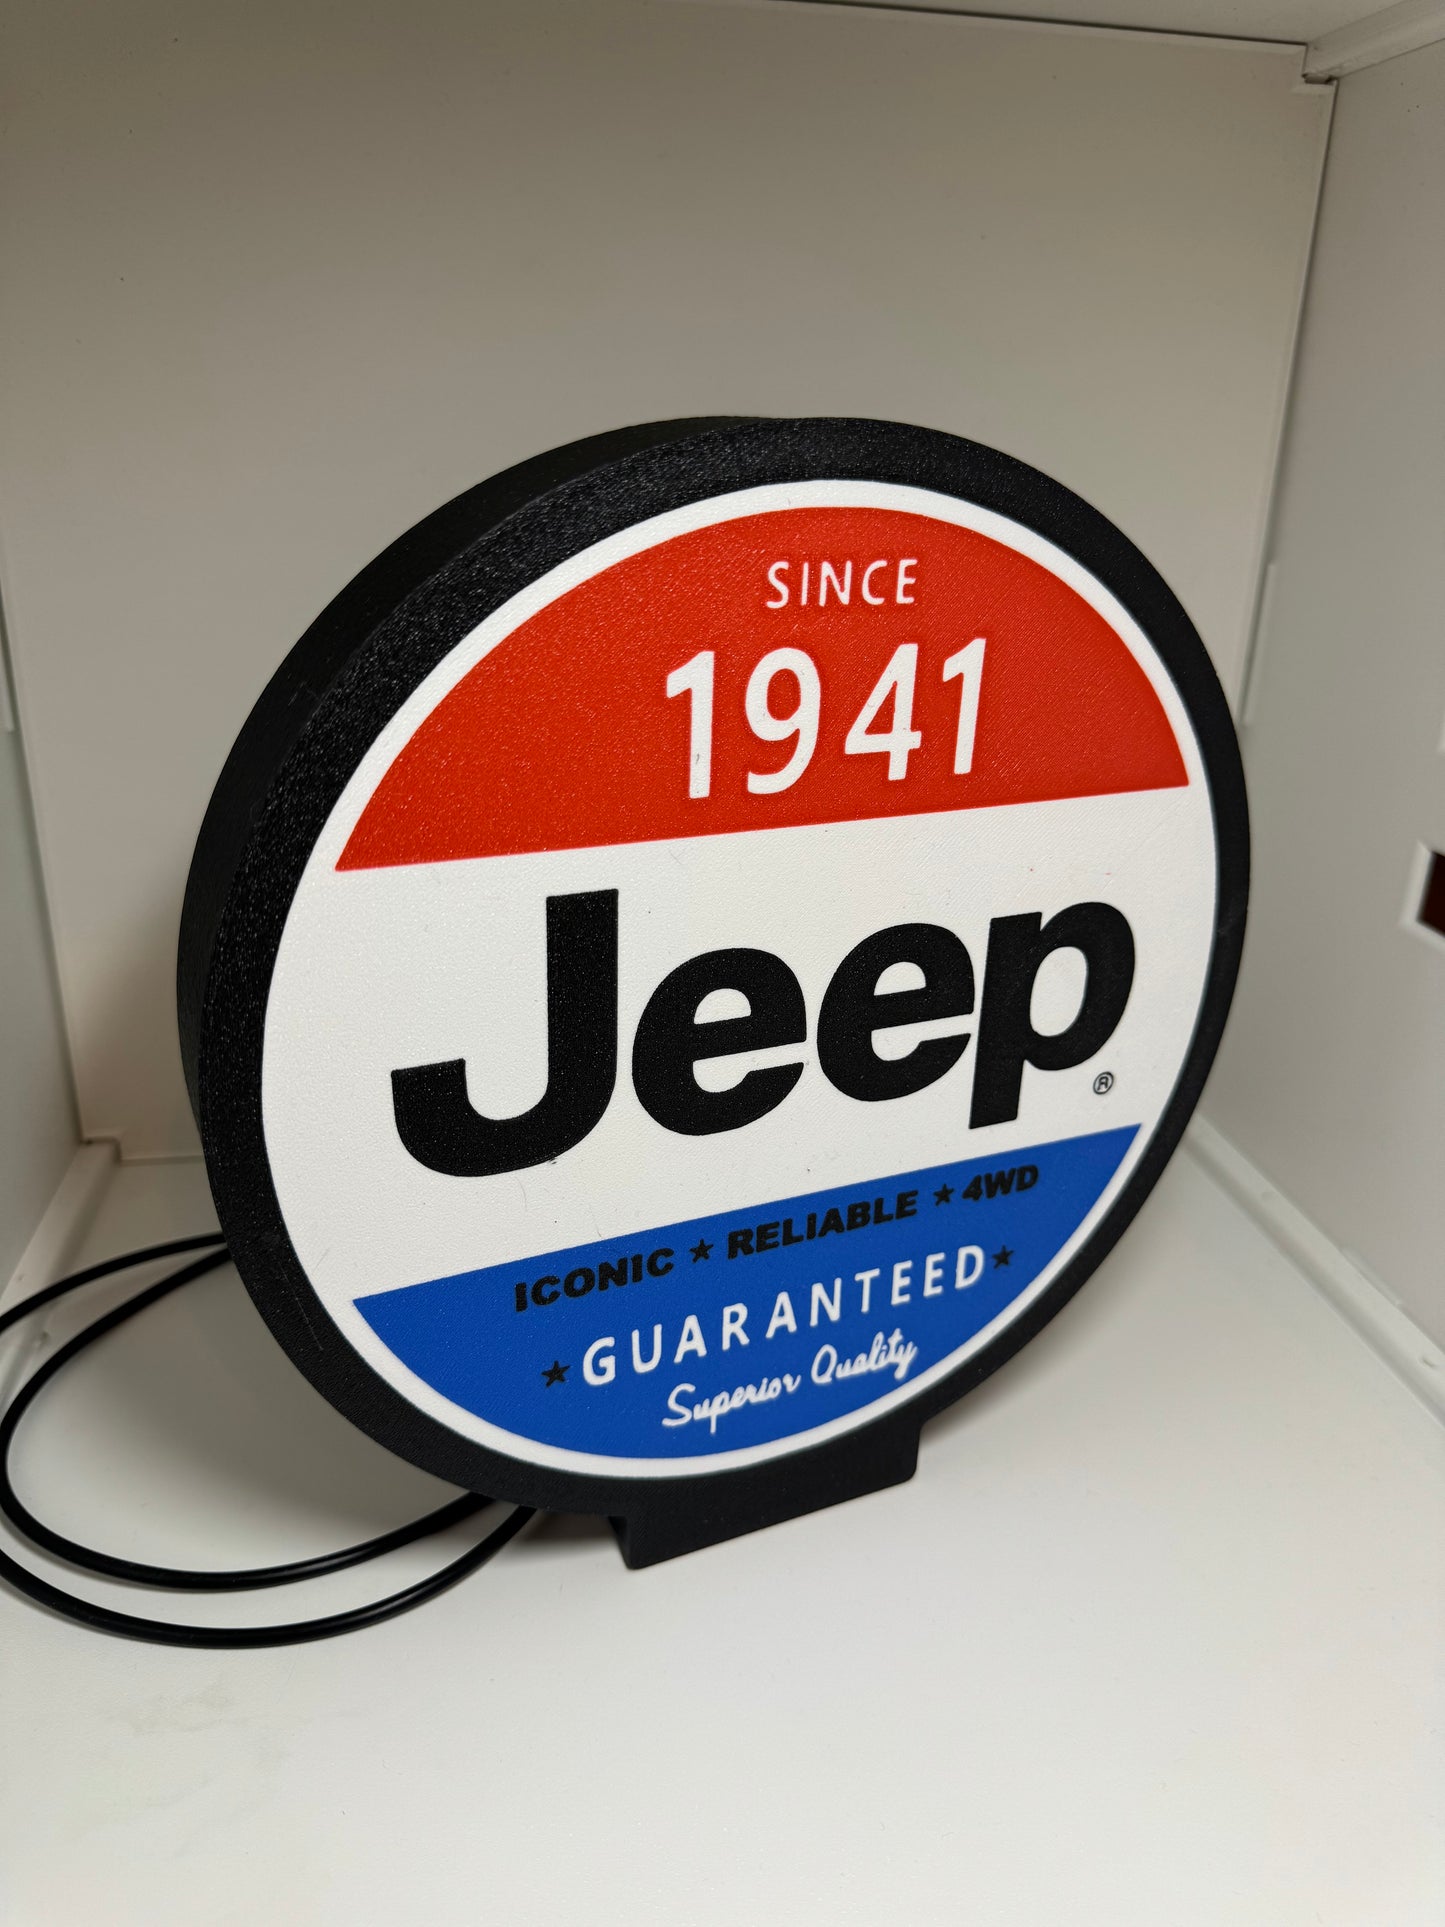 SINCE
1941
Jeep®
ICONIC ★ RELIABLE ★ 4WD
★ GUARANTEED ★
Superior Quality